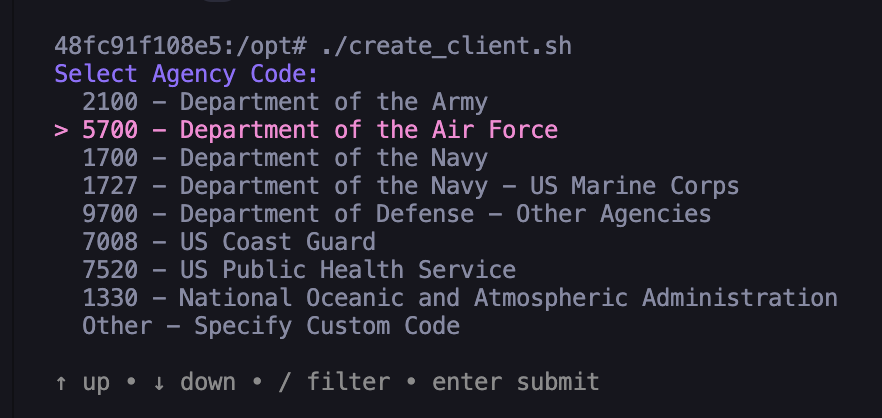 48fc91f108e5:/opt# ./create_client.sh
Select Agency Code:
2100 – Department of the Army
> 5700 – Department of the Air Force
1700 – Department of the Navy
1727 – Department of the Navy – US Marine Corps
9700 – Department of Defense – Other Agencies
7008 – US Coast Guard
7520 – US Public Health Service
1330 – National Oceanic and Atmospheric Administration
Other – Specify Custom Code
↑ up • ↓ down • / filter • enter submit